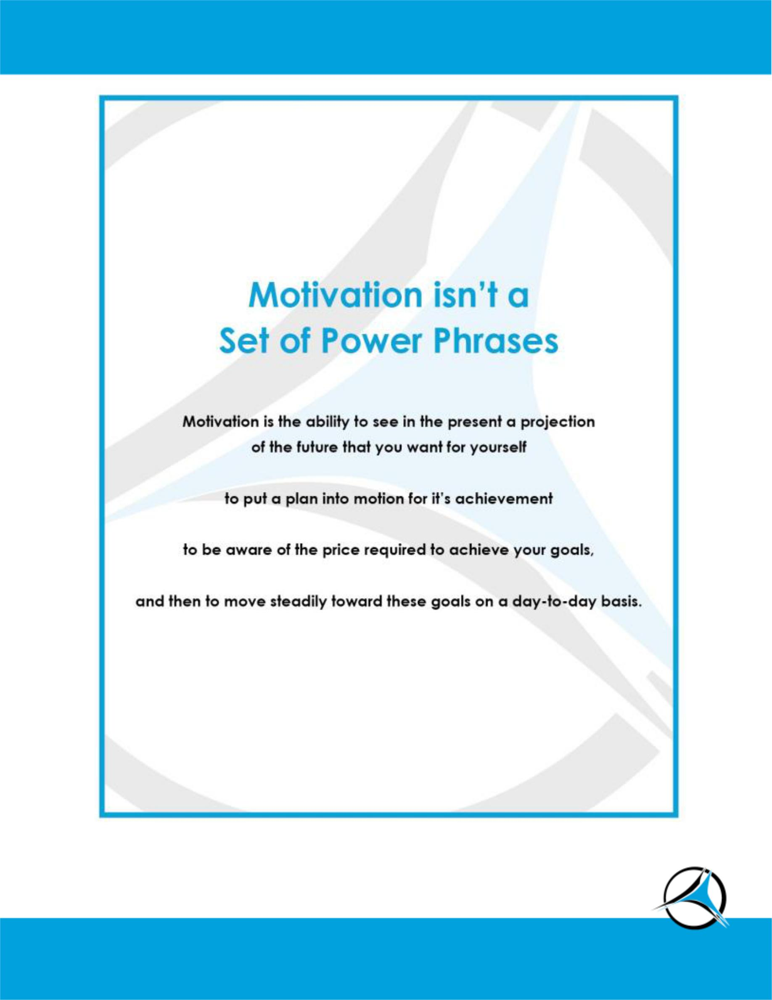 Motivation isn't a
Set of Power Phrases
Motivation is the ability to see in the present a projection
of the future that you want for yourself
to put a plan into motion for it's achievement
to be aware of the price required to achieve your goals,
and then to move steadily toward these goals on a day-to-day basis.